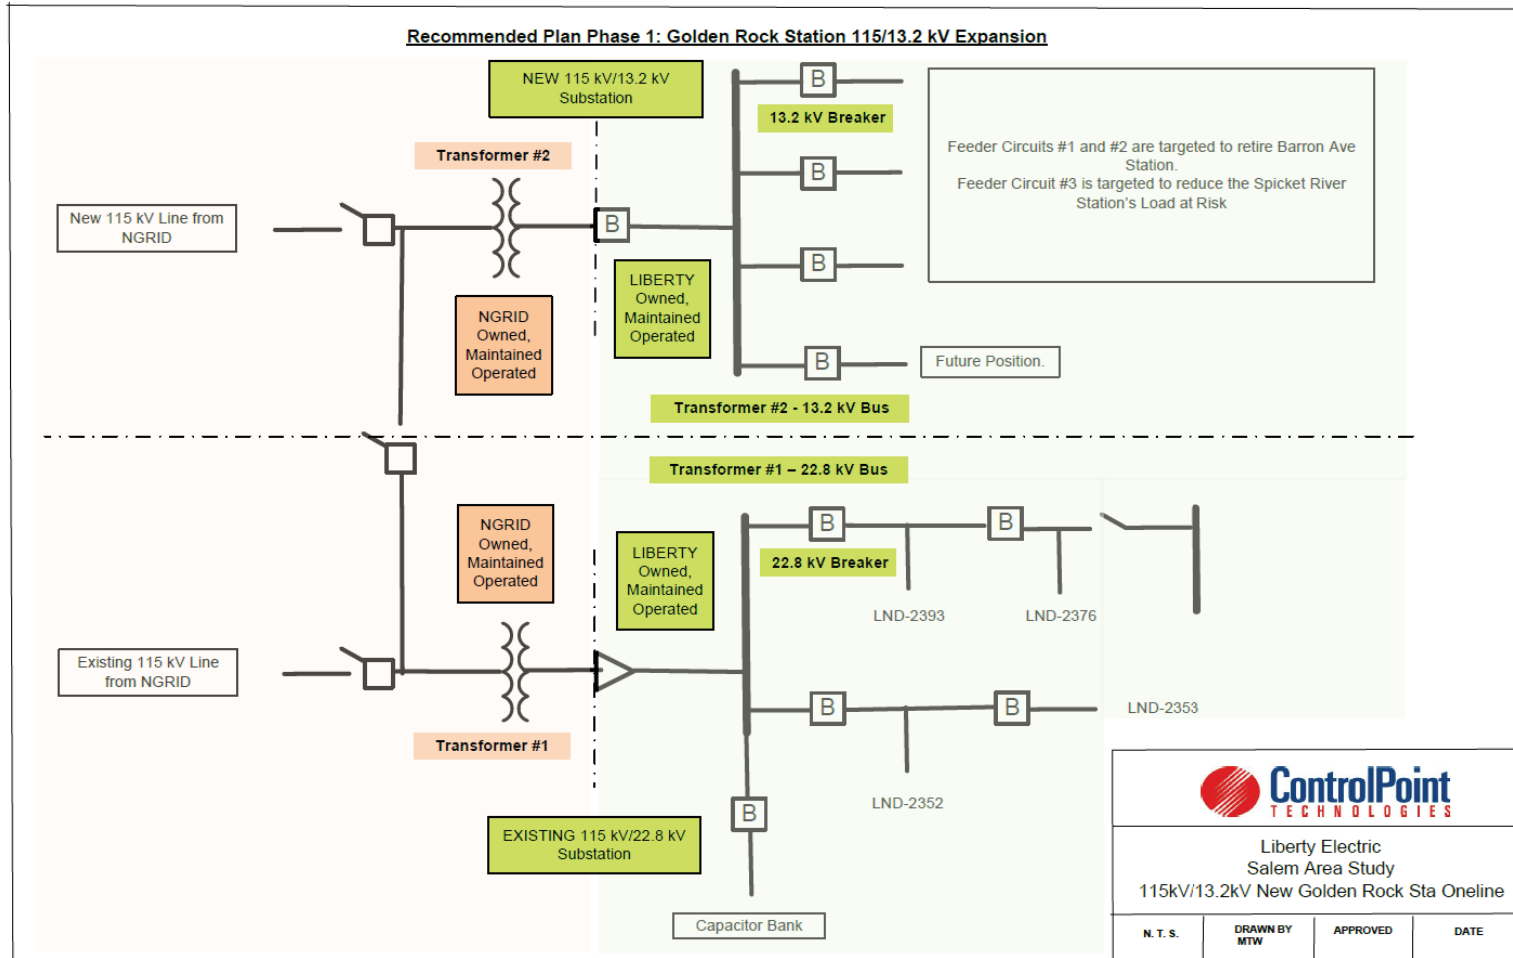 Recommended Plan Phase 1: Golden Rock Station 115/13.2 kV Expansion
NEW 115 kV/13.2 kV
Substation
B
13.2 kV Breaker
Transformer #2
B
Feeder Circuits #1 and #2 are targeted to retire Barron Ave
Station.
Feeder Circuit #3 is targeted to reduce the Spicket River
Station's Load at Risk
New 115 kV Line from
NGRID
B
B
NGRID
Owned,
Maintained
Operated
LIBERTY
Owned,
Maintained
Operated
B
Future Position.
Transformer #2 - 13.2 kV Bus
Transformer #1 – 22.8 kV Bus
NGRID
Owned,
Maintained
Operated
LIBERTY
Owned,
Maintained
Operated
B
B
22.8 kV Breaker
LND-2393
LND-2376
Existing 115 kV Line
from NGRID
Transformer #1
B
B
LND-2353
LND-2352
B
EXISTING 115 kV/22.8 kV
Substation
Capacitor Bank
ControlPoint
TECHNOLOGIES
Liberty Electric
Salem Area Study
115kV/13.2kV New Golden Rock Sta Oneline
N. T. S.
DRAWN BY
MTW
APPROVED
DATE